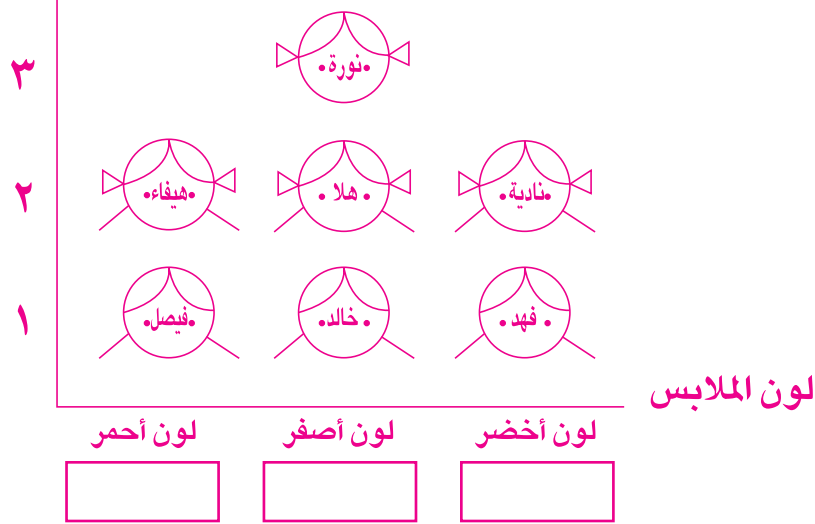 ٣
نورة
٢
نادية
هلا
هيفاء
١
فهد
خالد
فيصل
لون الملابس
لون أخضر
لون أصفر
لون أحمر